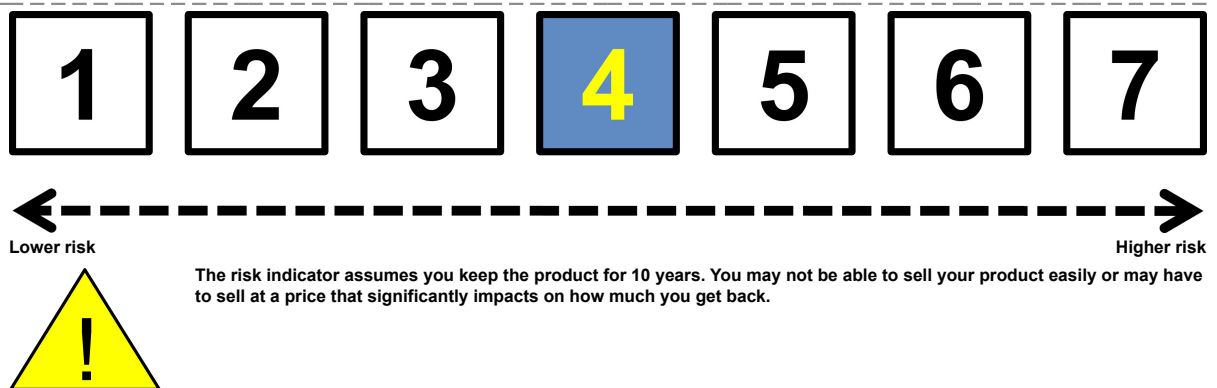 1 2 3 4 5 6 7
Lower risk Higher risk
The risk indicator assumes you keep the product for 10 years. You may not be able to sell your product easily or may have
to sell at a price that significantly impacts on how much you get back.
!